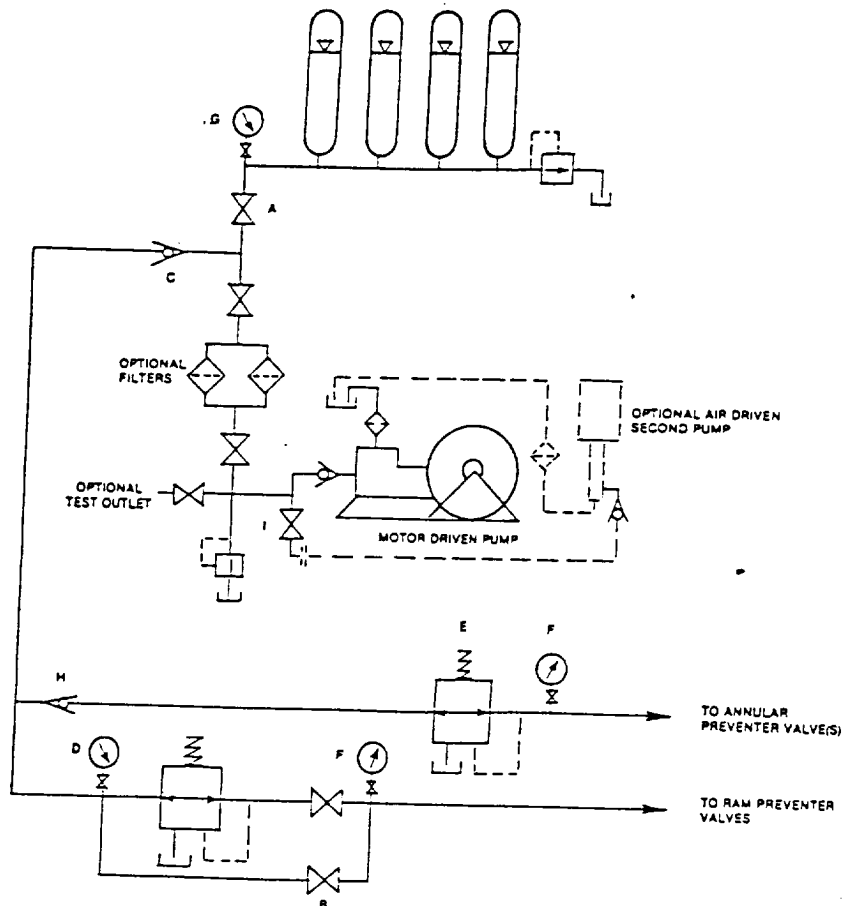 G
A
C
OPTIONAL
FILTERS
OPTIONAL AIR DRIVEN
SECOND PUMP
OPTIONAL
TEST OUTLET
I
MOTOR DRIVEN PUMP
E
F
H
TO ANNULAR
PREVENTER VALVE(S)
D
F
TO RAM PREVENTER
VALVES
B